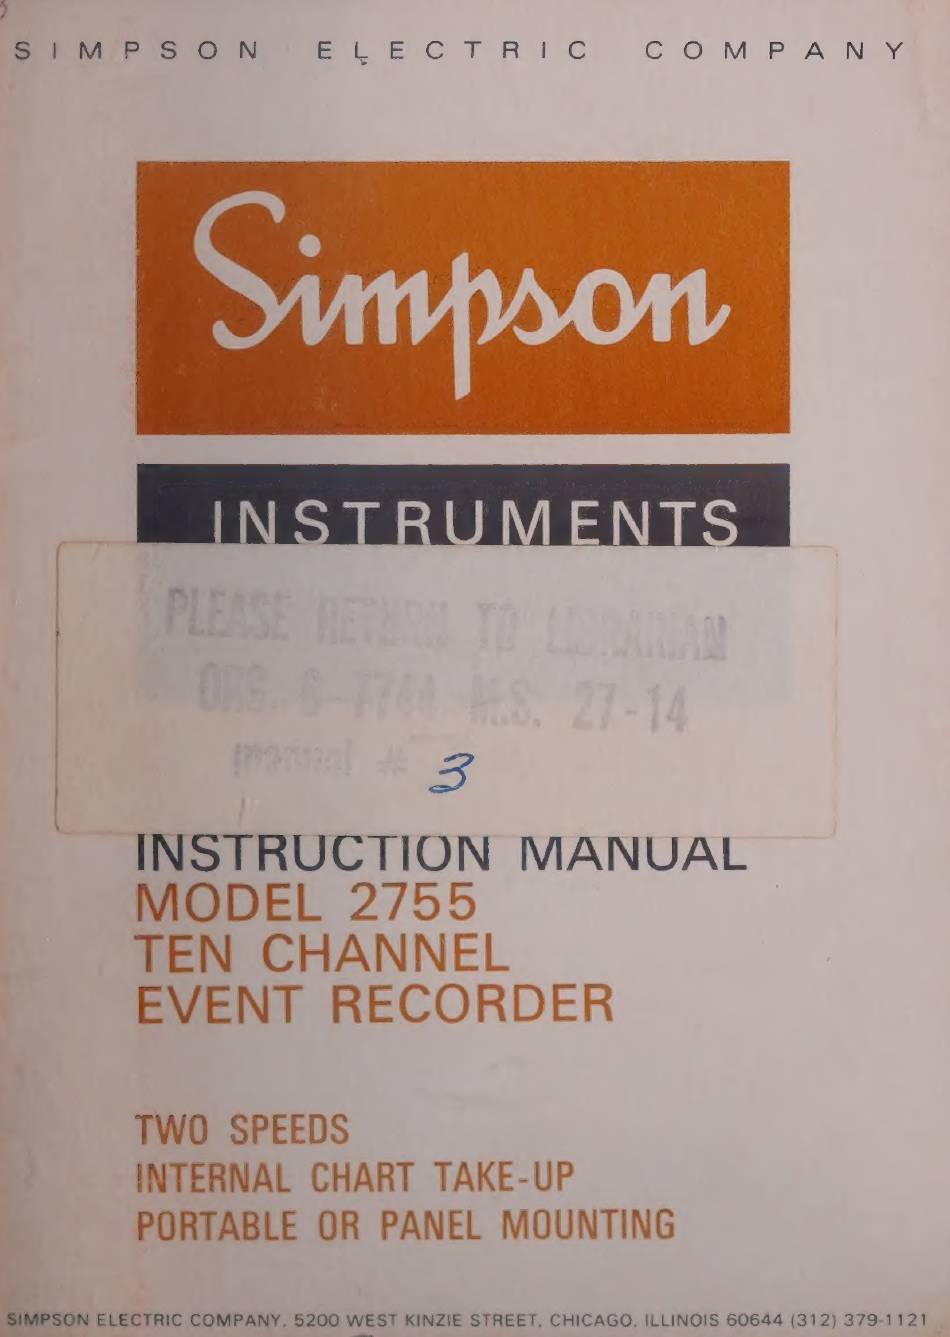 SIMPSON ELECTRIC COMPANY
Simpson
INSTRUMENTS
PLEASE RETURN TO LIBRARIAN
ORG. 6-7744 M.S. 27-14
manual # 3
INSTRUCTION MANUAL
MODEL 2755
TEN CHANNEL
EVENT RECORDER
TWO SPEEDS
INTERNAL CHART TAKE-UP
PORTABLE OR PANEL MOUNTING
SIMPSON ELECTRIC COMPANY, 5200 WEST KINZIE STREET, CHICAGO, ILLINOIS 60644 (312) 379-1121